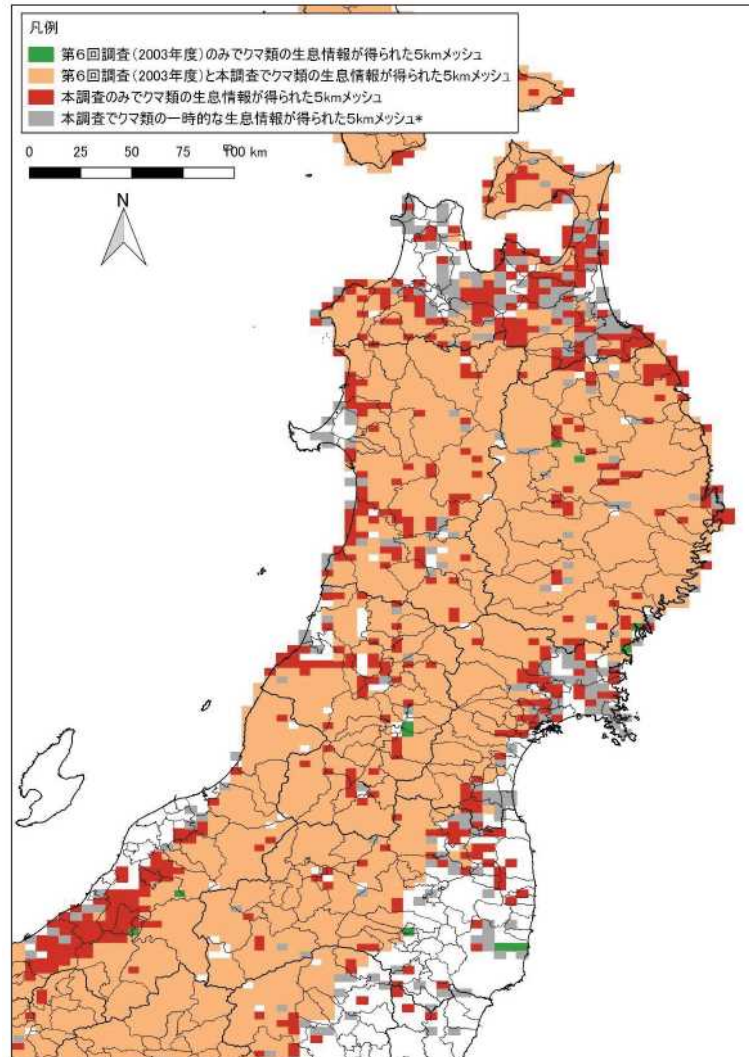 凡例
第6回調査(2003年度)のみでクマ類の生息情報が得られた5kmメッシュ
第6回調査(2003年度)と本調査でクマ類の生息情報が得られた5kmメッシュ
本調査のみでクマ類の生息情報が得られた5kmメッシュ
本調査でクマ類の一時的な生息情報が得られた5kmメッシュ*
0 25 50 75 100 km
N